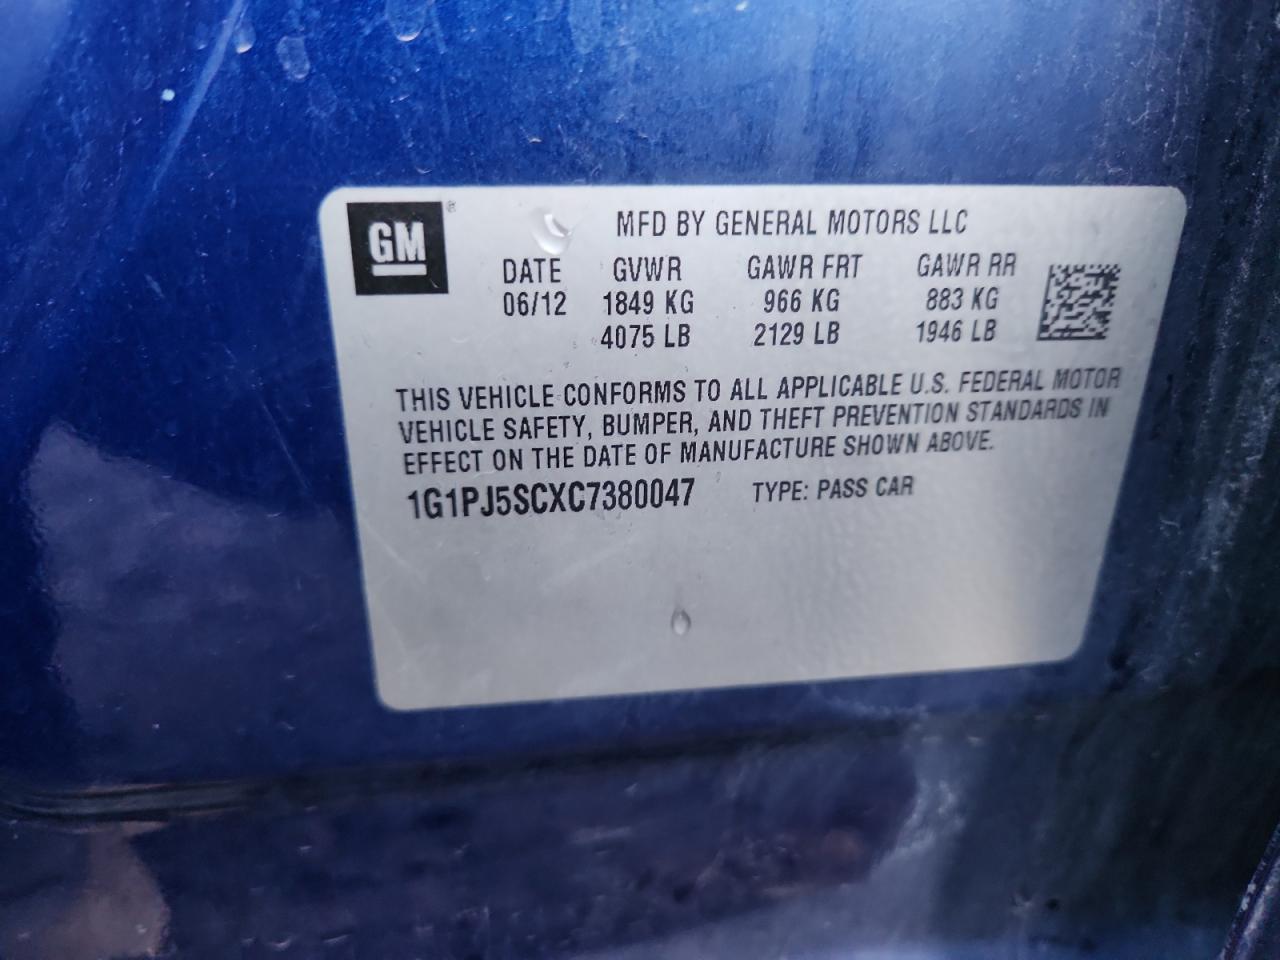 GM ®
MFD BY GENERAL MOTORS LLC
DATE GVWR GAWR FRT GAWR RR
06/12 1849 KG 966 KG 883 KG
4075 LB 2129 LB 1946 LB
THIS VEHICLE CONFORMS TO ALL APPLICABLE U.S. FEDERAL MOTOR
VEHICLE SAFETY, BUMPER, AND THEFT PREVENTION STANDARDS IN
EFFECT ON THE DATE OF MANUFACTURE SHOWN ABOVE.
1G1PJ5SCXC7380047 TYPE: PASS CAR